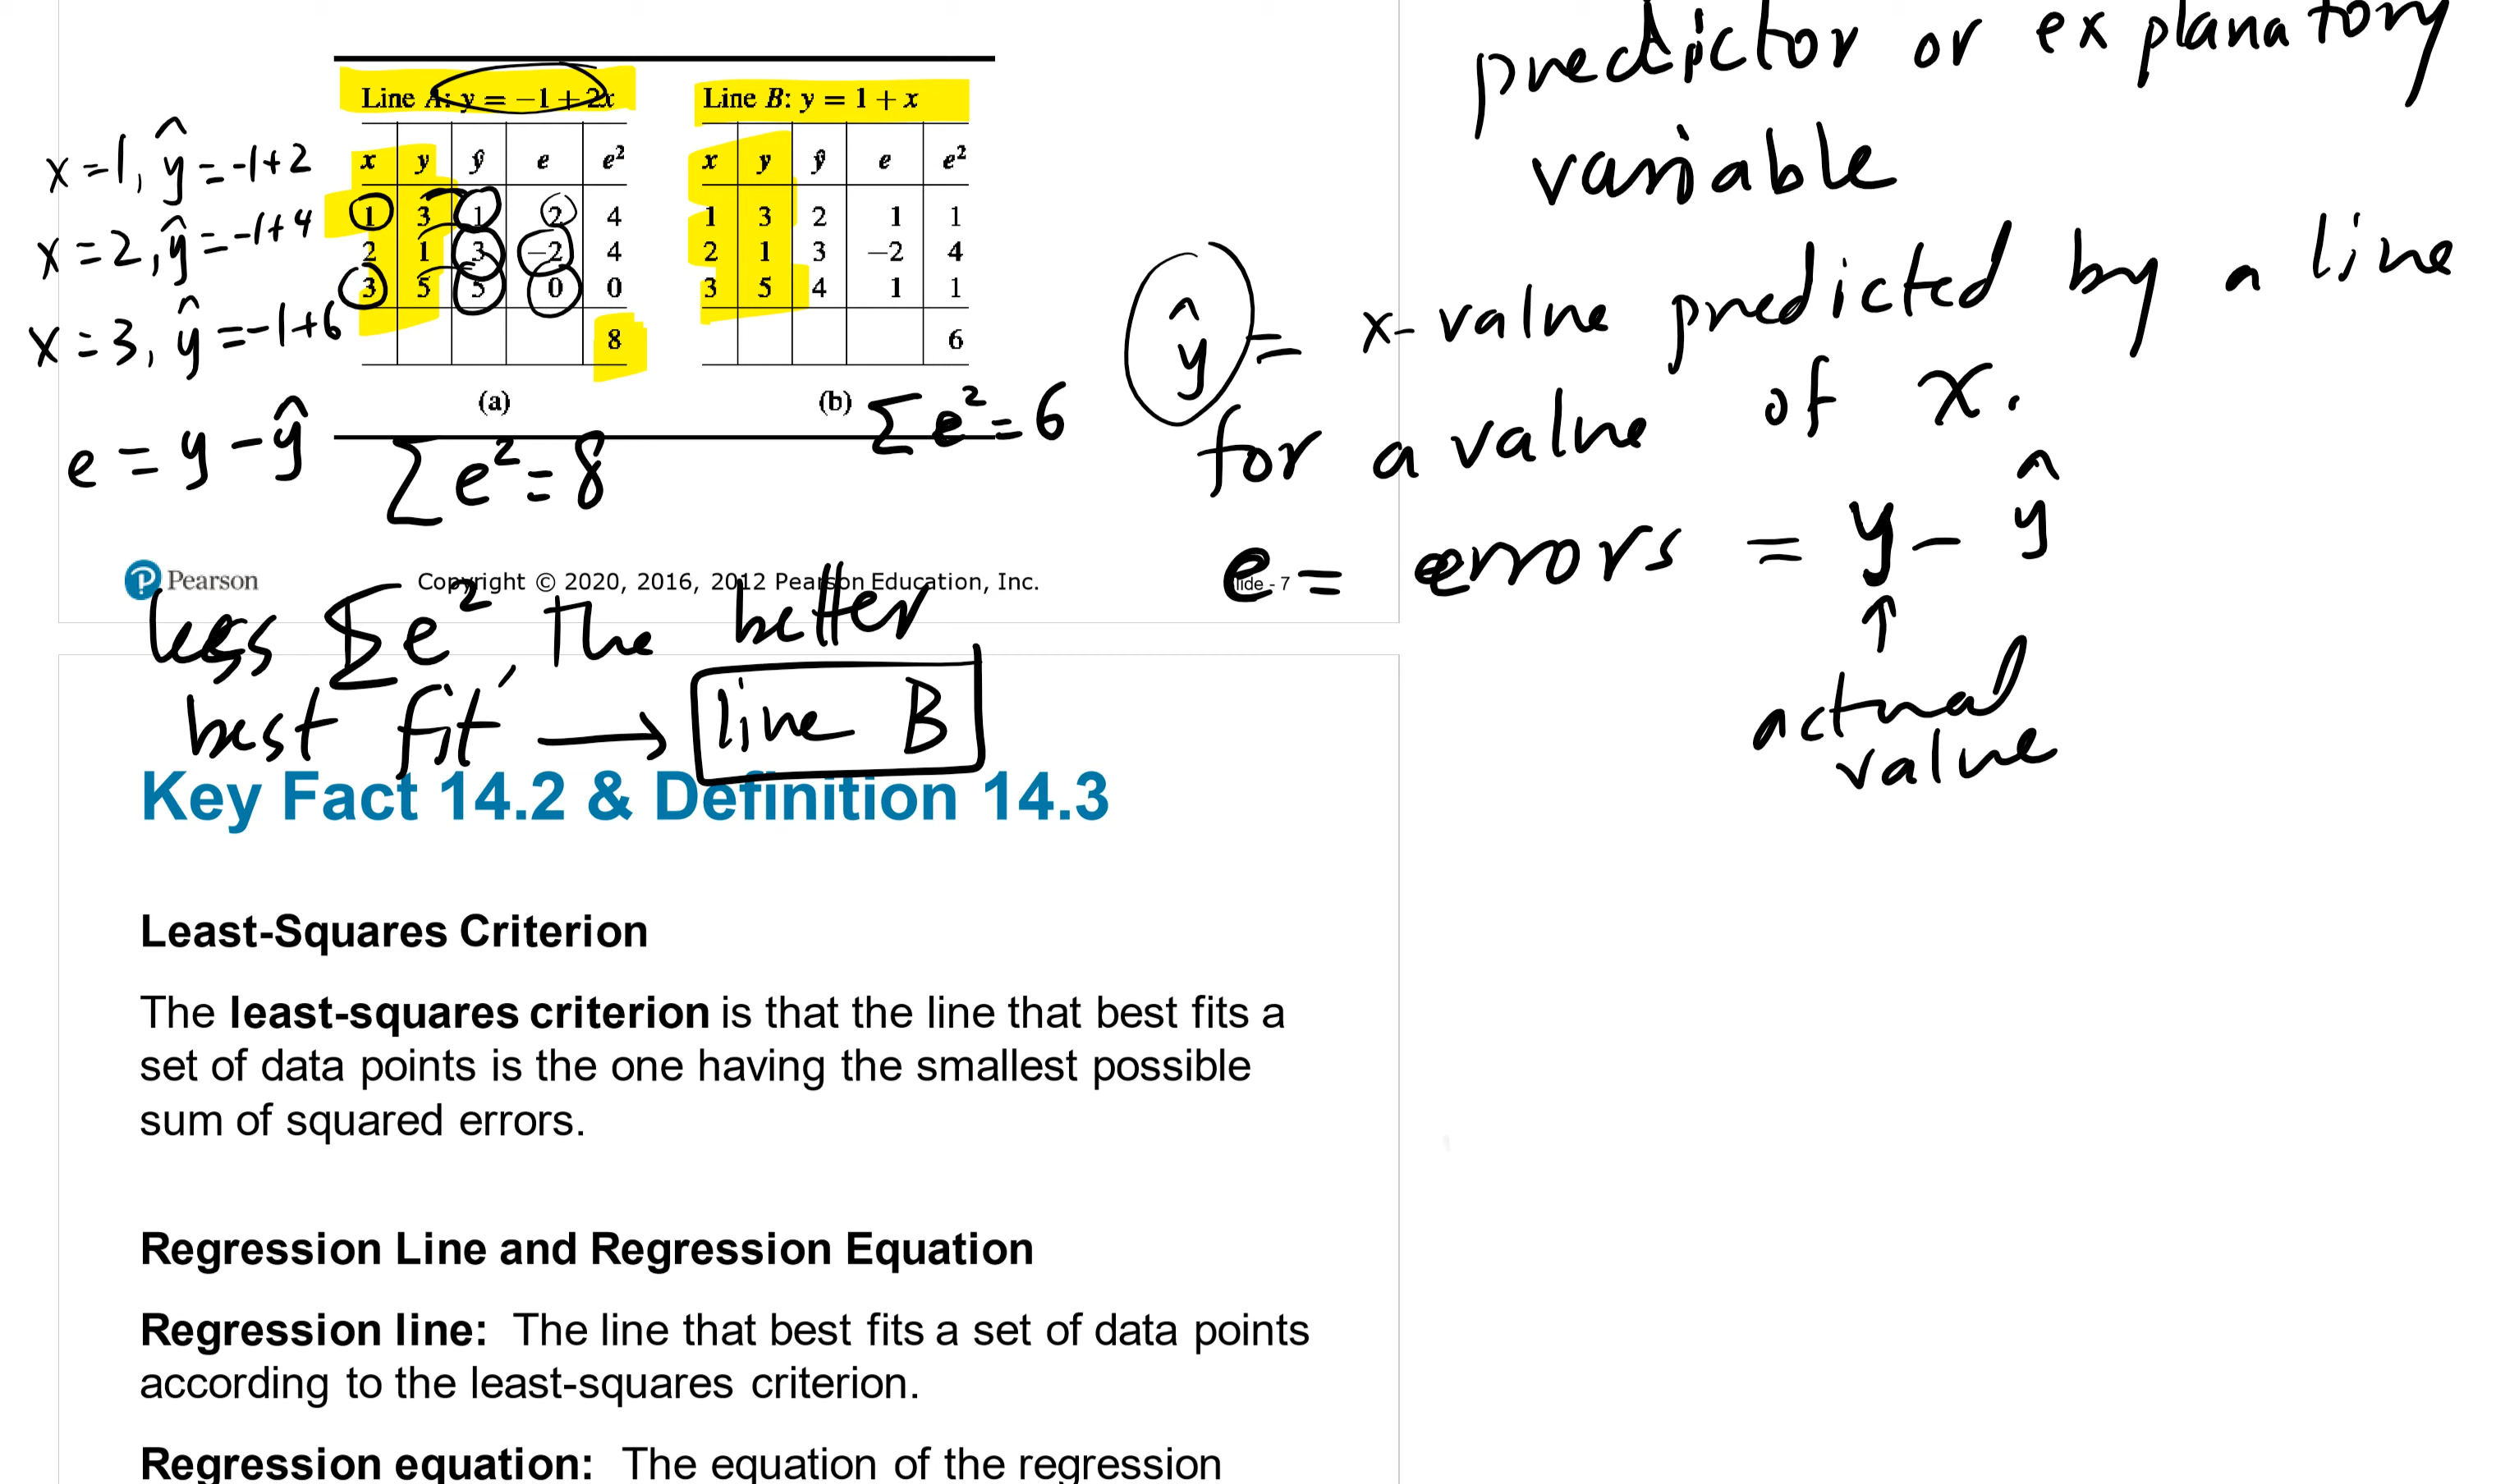 predictor or explanatory
variable
Line A: y = −1 + 2x
Line B: y = 1 + x
x y ŷ e e²
1 3 1 2 4
2 1 3 −2 4
3 5 5 0 0
8
(a)
x y ŷ e e²
1 3 2 1 1
2 1 3 −2 4
3 5 4 1 1
6
(b)
x = 1, ŷ = -1+2
x = 2, ŷ = -1+4
x = 3, ŷ = -1+6
e = y - ŷ
∑ e² = 8
∑ e² = 6
ŷ = x-value predicted by a line
for a value of x.
e = errors = y - ŷ
↑
actual
value
Pearson
Copyright © 2020, 2016, 2012 Pearson Education, Inc.
lide - 7
less ∑e², the better
best fit → line B
Key Fact 14.2 & Definition 14.3
Least-Squares Criterion
The least-squares criterion is that the line that best fits a
set of data points is the one having the smallest possible
sum of squared errors.
Regression Line and Regression Equation
Regression line: The line that best fits a set of data points
according to the least-squares criterion.
Regression equation: The equation of the regression